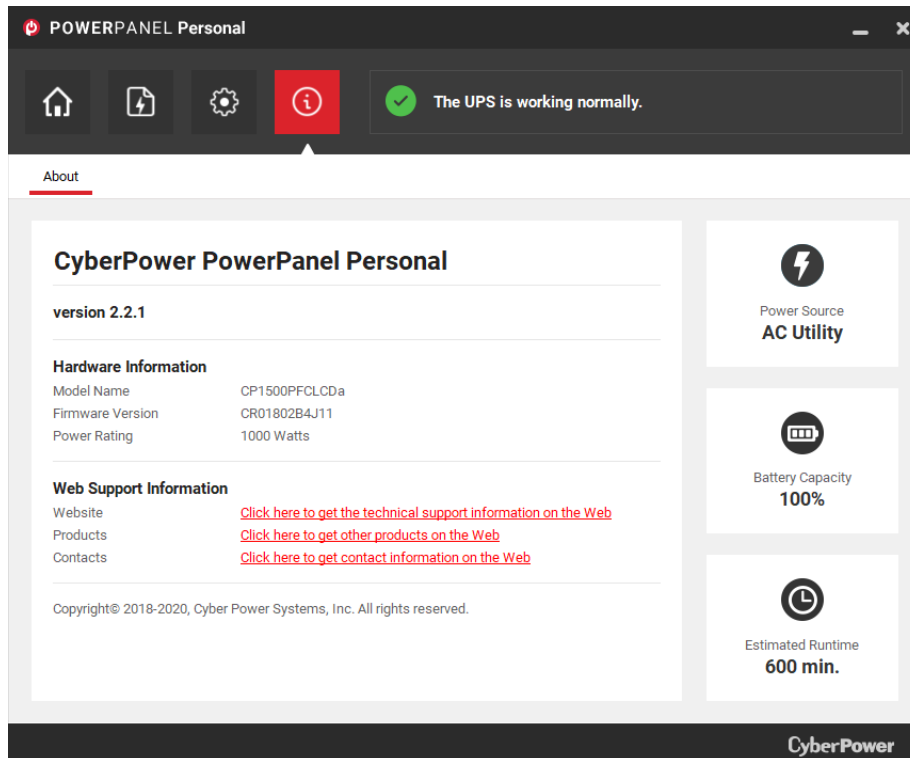 POWERPANEL Personal
The UPS is working normally.
About
CyberPower PowerPanel Personal
version 2.2.1
Hardware Information
Model Name CP1500PFCLCDa
Firmware Version CR01802B4J11
Power Rating 1000 Watts
Web Support Information
Website Click here to get the technical support information on the Web
Products Click here to get other products on the Web
Contacts Click here to get contact information on the Web
Copyright© 2018-2020, Cyber Power Systems, Inc. All rights reserved.
Power Source
AC Utility
Battery Capacity
100%
Estimated Runtime
600 min.
CyberPower